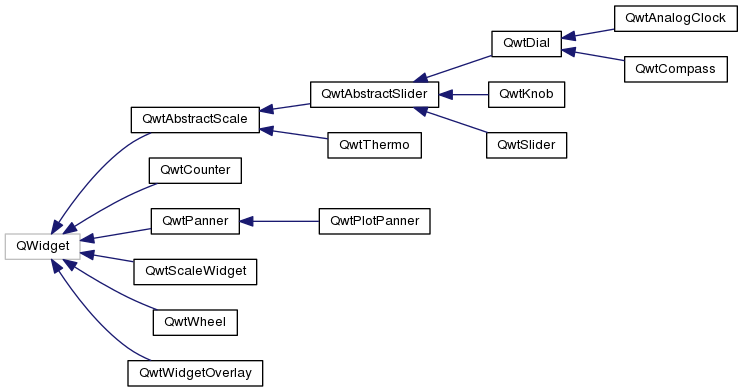 QwtAnalogClock
QwtDial
QwtCompass
QwtAbstractSlider
QwtKnob
QwtAbstractScale
QwtThermo
QwtSlider
QwtCounter
QwtPanner
QwtPlotPanner
QWidget
QwtScaleWidget
QwtWheel
QwtWidgetOverlay